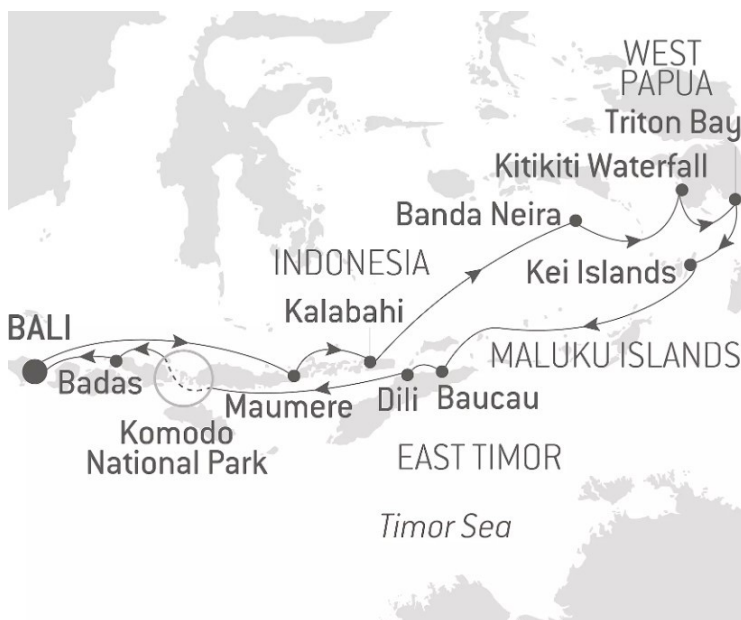 WEST
PAPUA
Triton Bay
Kitikiti Waterfall
Banda Neira
INDONESIA
Kei Islands
Kalabahi
BALI
MALUKU ISLANDS
Badas
Maumere
Dili
Baucau
Komodo
National Park
EAST TIMOR
Timor Sea